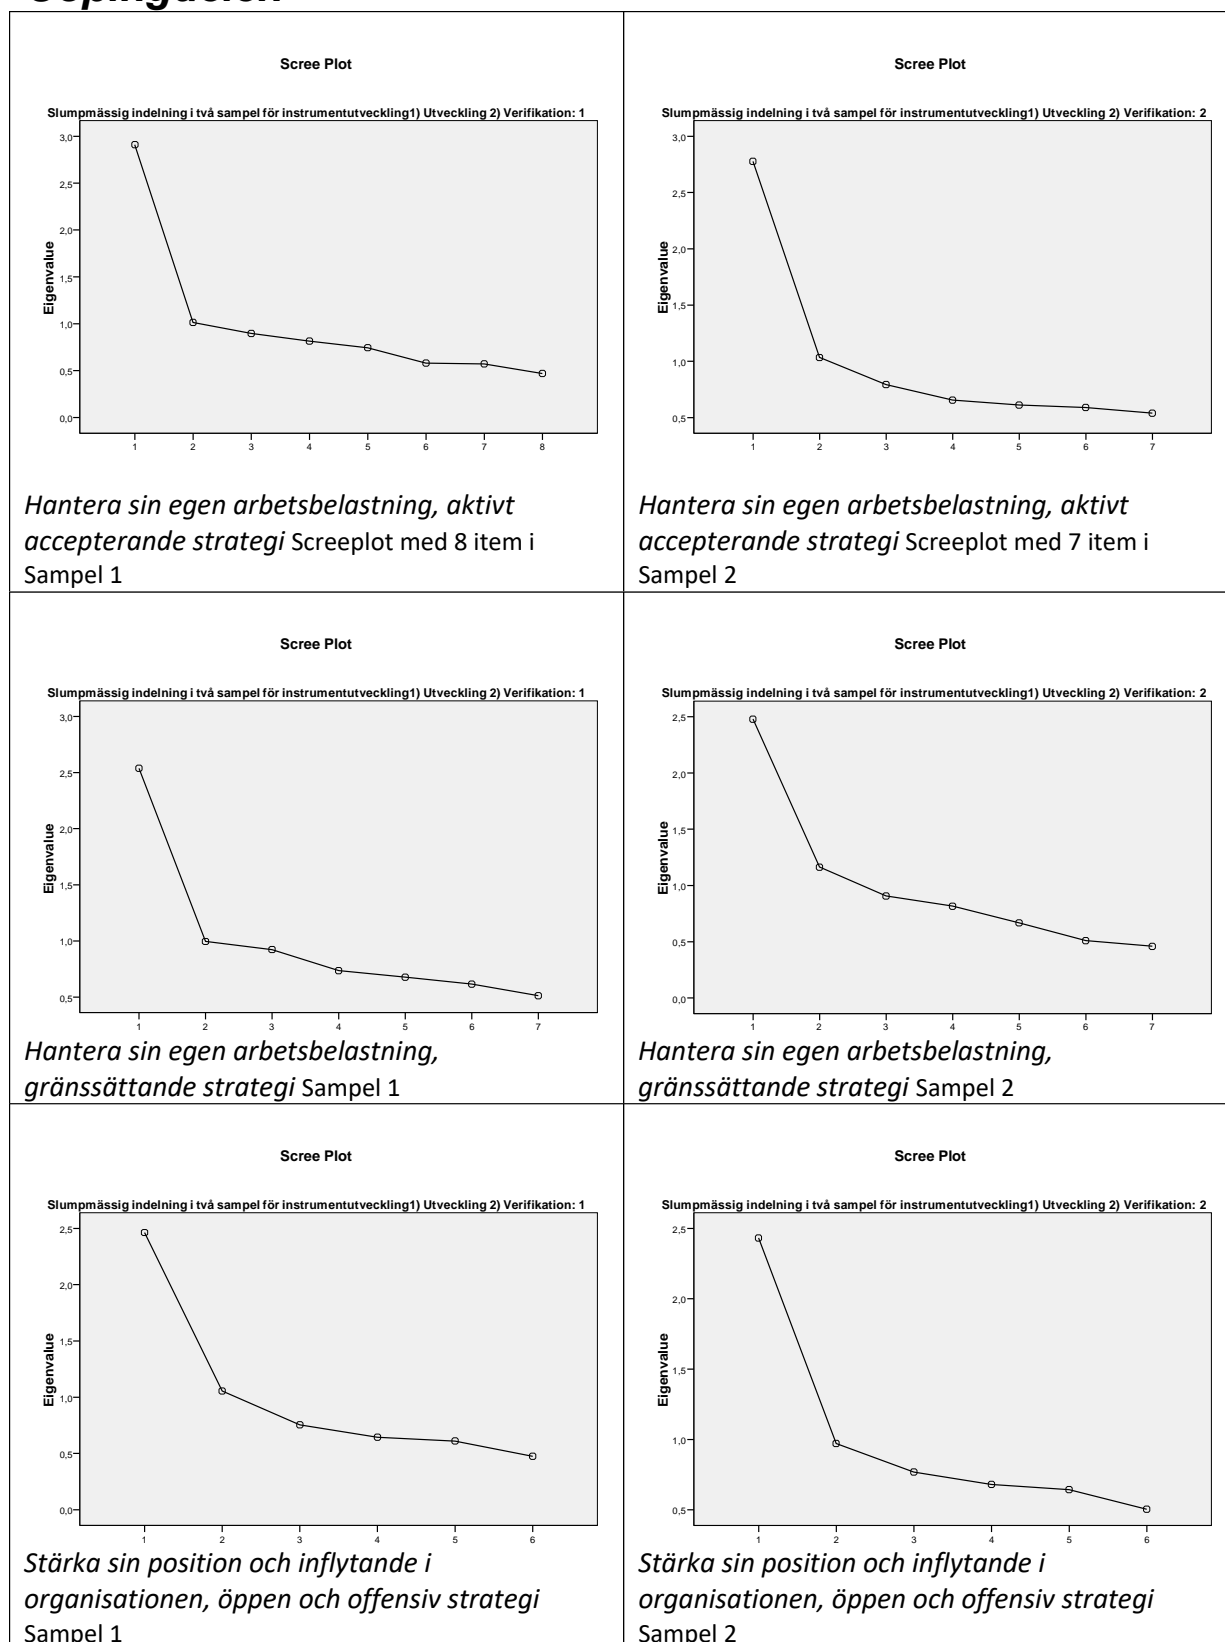 Scree Plot
Slumpmässig indelning i två sampel för instrumentutveckling1) Utveckling 2) Verifikation: 1
Eigenvalue
3,0
2,5
2,0
1,5
1,0
0,5
0,0
1 2 3 4 5 6 7 8
Hantera sin egen arbetsbelastning, aktivt
accepterande strategi Screeplot med 8 item i
Sampel 1
Scree Plot
Slumpmässig indelning i två sampel för instrumentutveckling1) Utveckling 2) Verifikation: 2
Eigenvalue
3,0
2,5
2,0
1,5
1,0
0,5
1 2 3 4 5 6 7
Hantera sin egen arbetsbelastning, aktivt
accepterande strategi Screeplot med 7 item i
Sampel 2
Scree Plot
Slumpmässig indelning i två sampel för instrumentutveckling1) Utveckling 2) Verifikation: 1
Eigenvalue
3,0
2,5
2,0
1,5
1,0
0,5
1 2 3 4 5 6 7
Hantera sin egen arbetsbelastning,
gränssättande strategi Sampel 1
Scree Plot
Slumpmässig indelning i två sampel för instrumentutveckling1) Utveckling 2) Verifikation: 2
Eigenvalue
2,5
2,0
1,5
1,0
0,5
0,0
1 2 3 4 5 6 7
Hantera sin egen arbetsbelastning,
gränssättande strategi Sampel 2
Scree Plot
Slumpmässig indelning i två sampel för instrumentutveckling1) Utveckling 2) Verifikation: 1
Eigenvalue
2,5
2,0
1,5
1,0
0,5
0,0
1 2 3 4 5 6
Stärka sin position och inflytande i
organisationen, öppen och offensiv strategi
Sampel 1
Scree Plot
Slumpmässig indelning i två sampel för instrumentutveckling1) Utveckling 2) Verifikation: 2
Eigenvalue
2,5
2,0
1,5
1,0
0,5
1 2 3 4 5 6
Stärka sin position och inflytande i
organisationen, öppen och offensiv strategi
Sampel 2